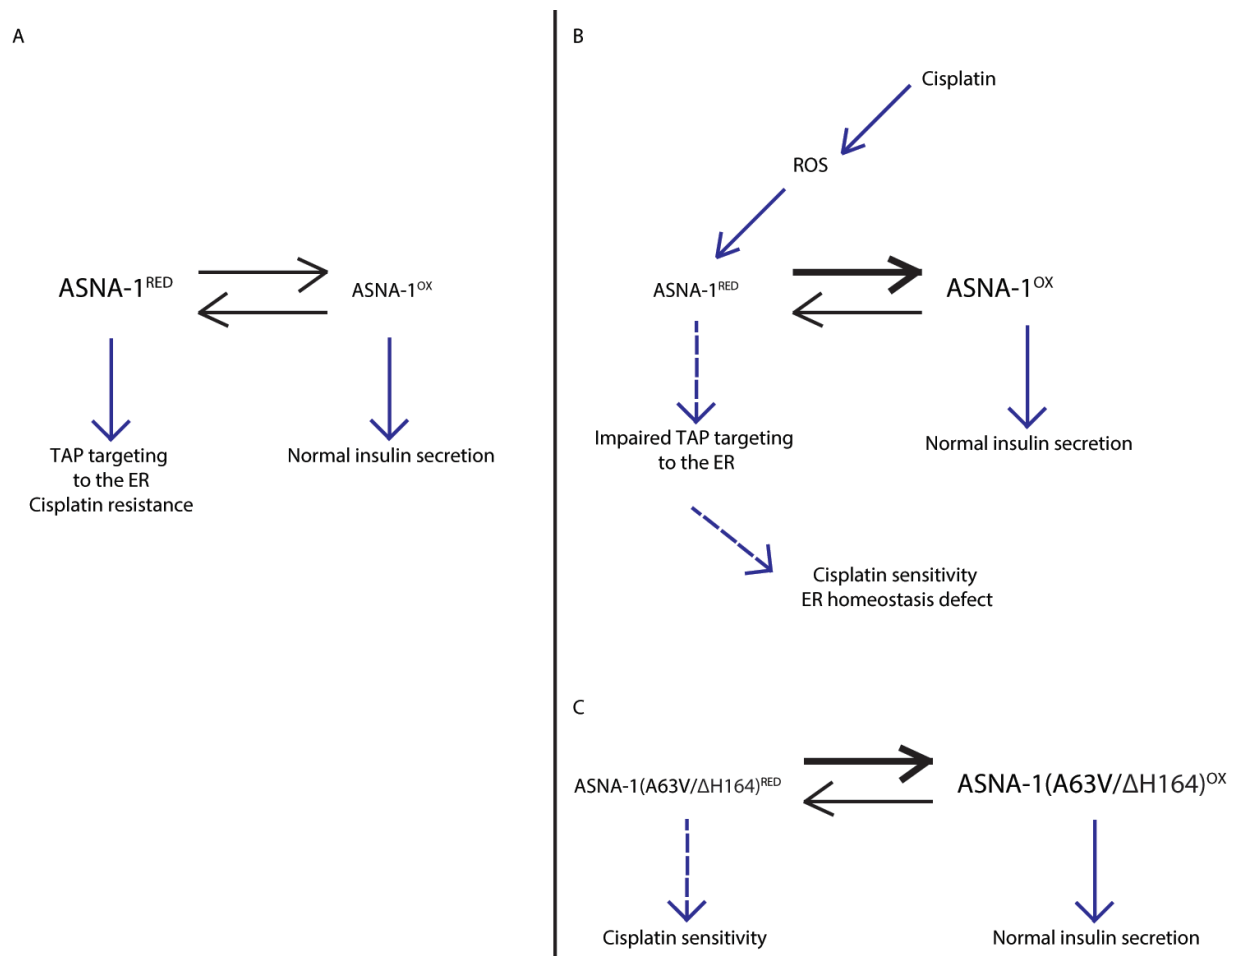 A
ASNA-1RED
ASNA-1OX
TAP targeting
to the ER
Cisplatin resistance
Normal insulin secretion
B
Cisplatin
ROS
ASNA-1RED
ASNA-1OX
Impaired TAP targeting
to the ER
Normal insulin secretion
Cisplatin sensitivity
ER homeostasis defect
C
ASNA-1(A63V/ΔH164)RED
ASNA-1(A63V/ΔH164)OX
Cisplatin sensitivity
Normal insulin secretion